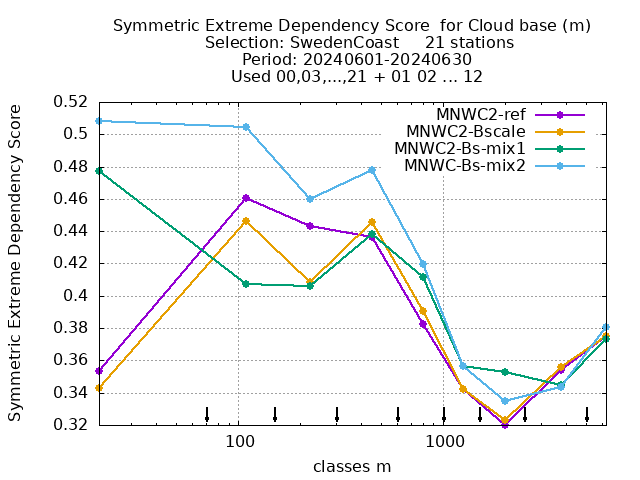 Symmetric Extreme Dependency Score  for Cloud base (m)
Selection: SwedenCoast     21 stations
Period: 20240601-20240630
Used 00,03,...,21 + 01 02 ... 12
Symmetric Extreme Dependency Score
0.52
0.5
0.48
0.46
0.44
0.42
0.4
0.38
0.36
0.34
0.32
MNWC2-ref
MNWC2-Bscale
MNWC2-Bs-mix1
MNWC-Bs-mix2
100
1000
classes m